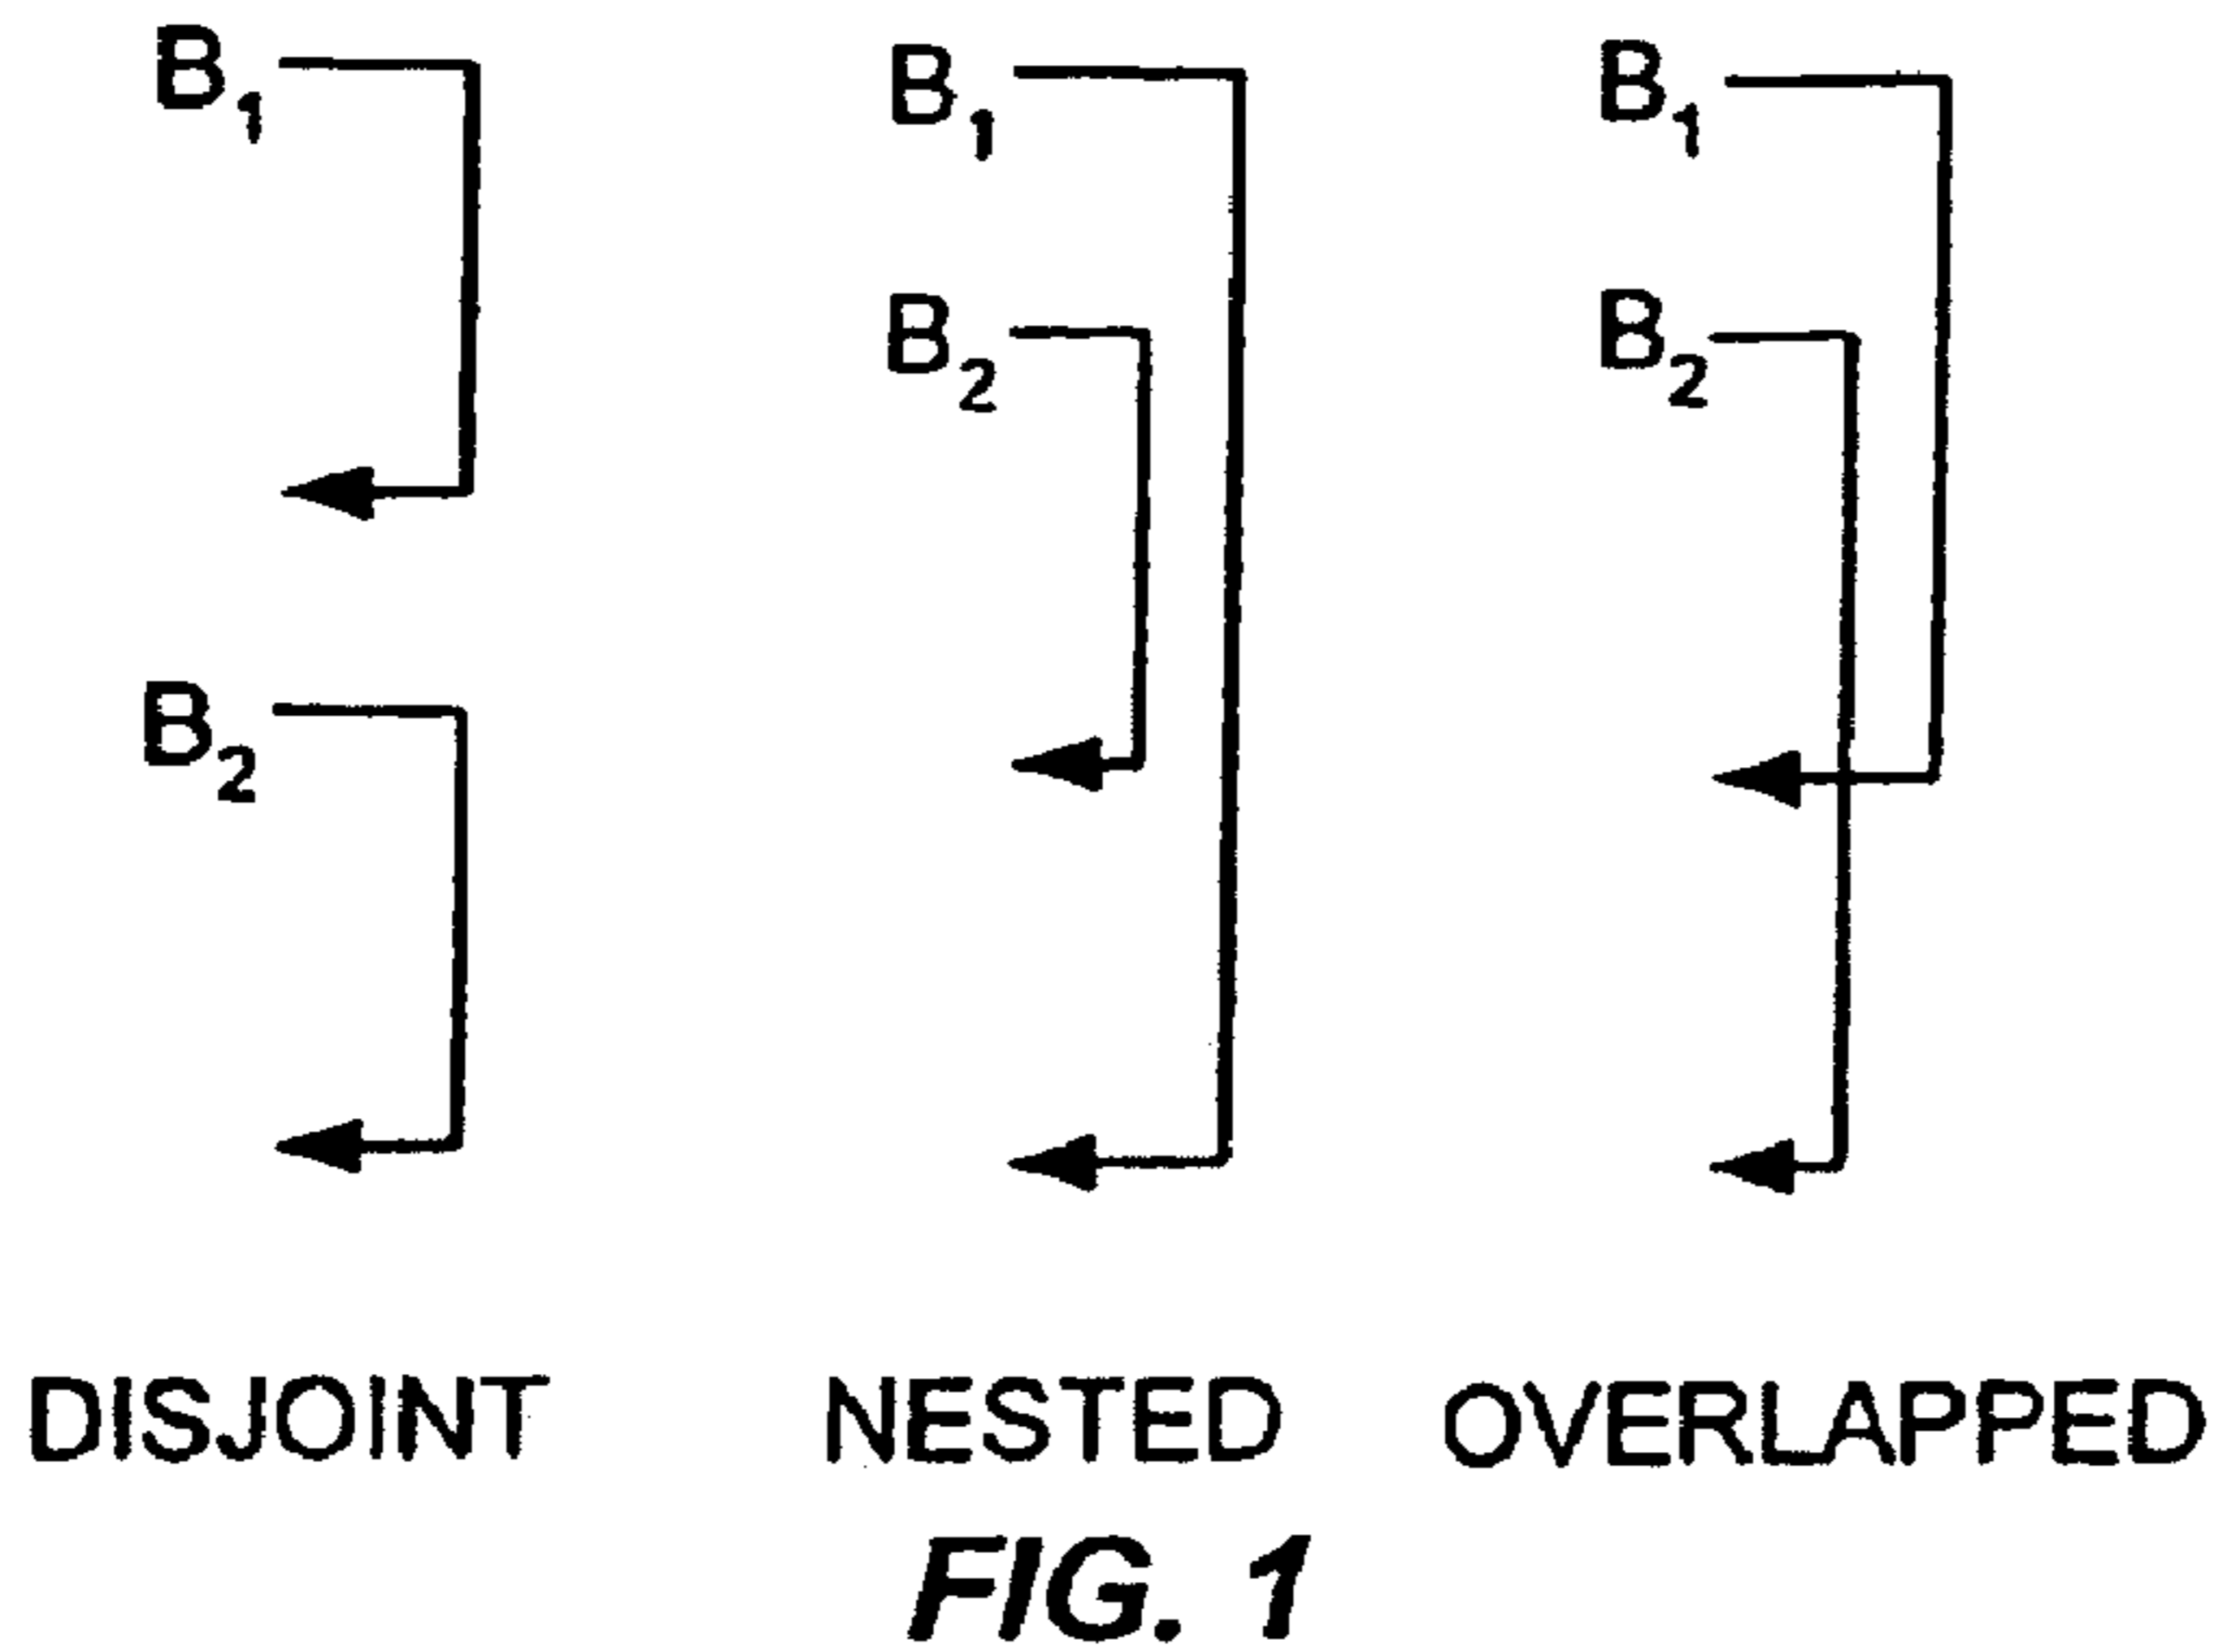 B1
B2
DISJOINT
B1
B2
NESTED
B1
B2
OVERLAPPED
FIG. 1